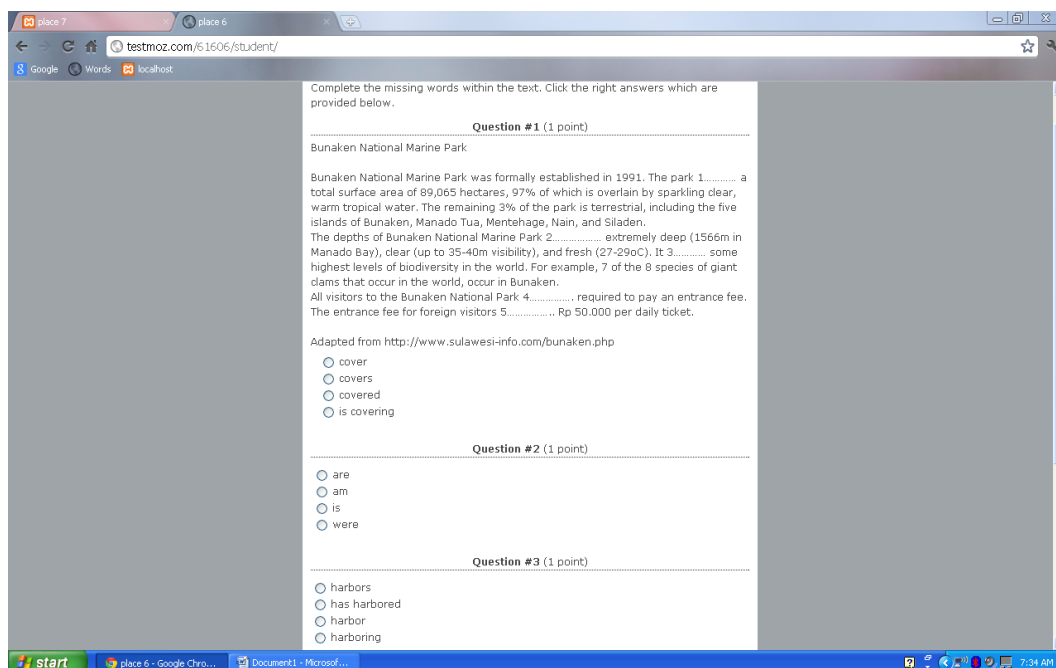 place 7
place 6
testmoz.com/61606/student/
Google Words localhost
Complete the missing words within the text. Click the right answers which are
provided below.
Question #1 (1 point)
Bunaken National Marine Park
Bunaken National Marine Park was formally established in 1991. The park 1............ a
total surface area of 89,065 hectares, 97% of which is overlain by sparkling clear,
warm tropical water. The remaining 3% of the park is terrestrial, including the five
islands of Bunaken, Manado Tua, Mentehage, Nain, and Siladen.
The depths of Bunaken National Marine Park 2.................. extremely deep (1566m in
Manado Bay), clear (up to 35-40m visibility), and fresh (27-29oC). It 3............ some
highest levels of biodiversity in the world. For example, 7 of the 8 species of giant
clams that occur in the world, occur in Bunaken.
All visitors to the Bunaken National Park 4................ required to pay an entrance fee.
The entrance fee for foreign visitors 5................. Rp 50.000 per daily ticket.
Adapted from http://www.sulawesi-info.com/bunaken.php
cover
covers
covered
is covering
Question #2 (1 point)
are
am
is
were
Question #3 (1 point)
harbors
has harbored
harbor
harboring
start place 6 - Google Chro... Document1 - Microsof... 7:34 AM